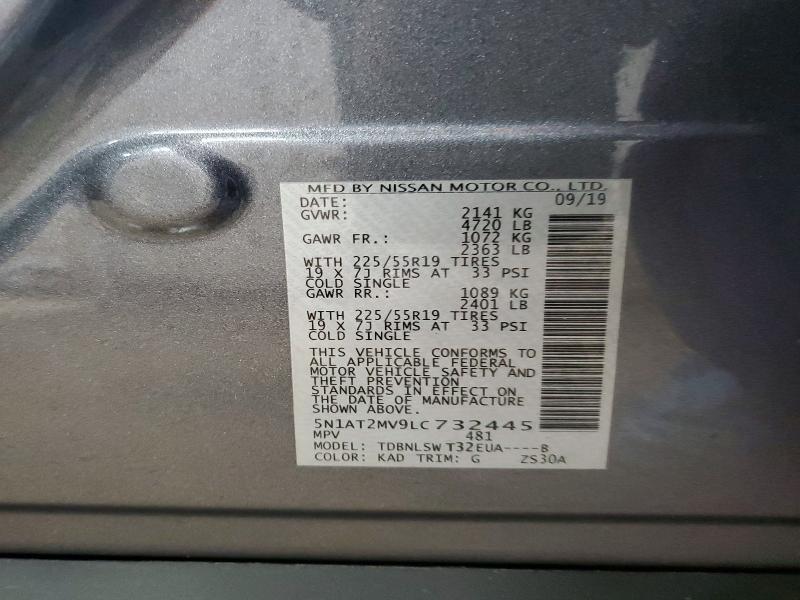 MFD BY NISSAN MOTOR CO., LTD.
DATE: 09/19
GVWR: 2141 KG
4720 LB
GAWR FR.: 1072 KG
2363 LB
WITH 225/55R19 TIRES
19 X 7J RIMS AT 33 PSI
COLD SINGLE
GAWR RR.: 1089 KG
2401 LB
WITH 225/55R19 TIRES
19 X 7J RIMS AT 33 PSI
COLD SINGLE
THIS VEHICLE CONFORMS TO
ALL APPLICABLE FEDERAL
MOTOR VEHICLE SAFETY AND
THEFT PREVENTION
STANDARDS IN EFFECT ON
THE DATE OF MANUFACTURE
SHOWN ABOVE.
5N1AT2MV9LC732445
MPV 481
MODEL: TDBNLSW T32EUA----B
COLOR: KAD TRIM: G ZS30A